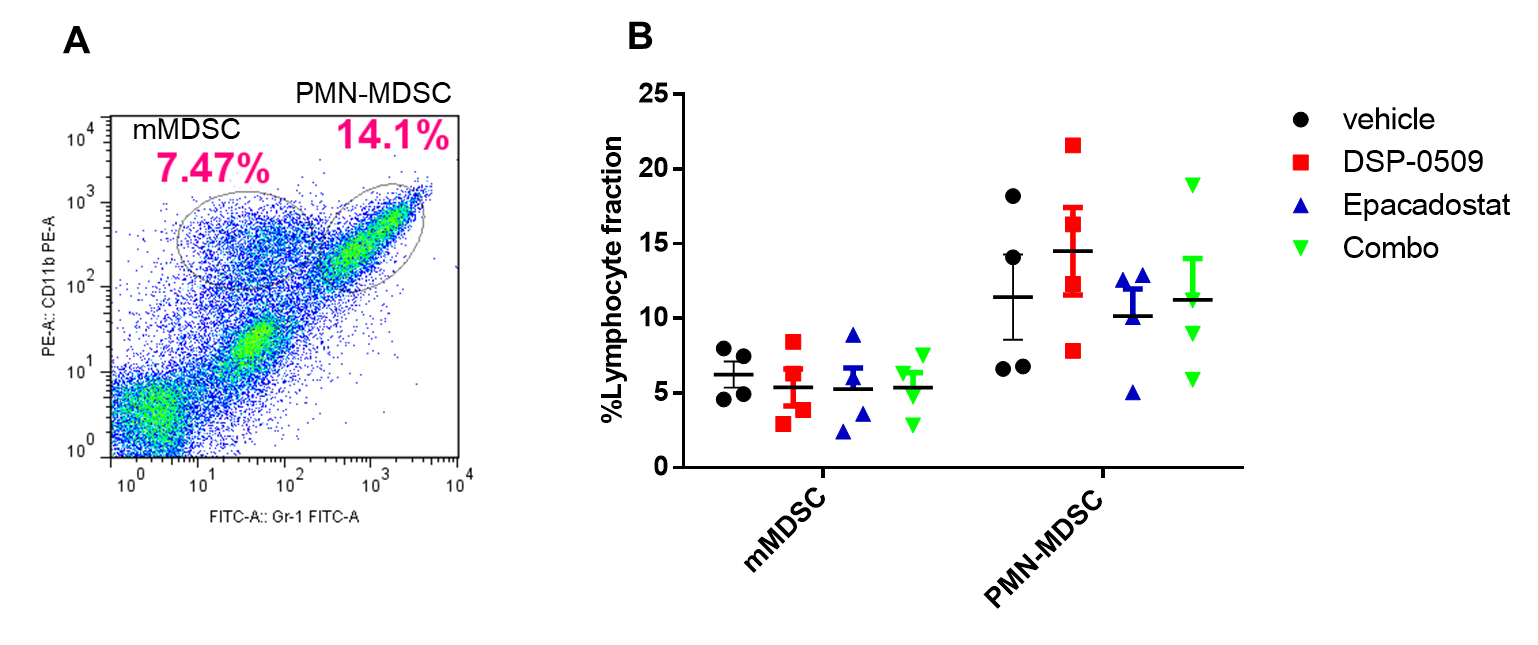 A
PMN-MDSC
mMDSC
14.1%
7.47%
10^4
10^3
10^2
10^1
10^0
PE-A:: CD11b PE-A
10^0 10^1 10^2 10^3 10^4
FITC-A:: Gr-1 FITC-A
B
25
20
15
10
5
0
%Lymphocyte fraction
mMDSC
PMN-MDSC
vehicle
DSP-0509
Epacadostat
Combo